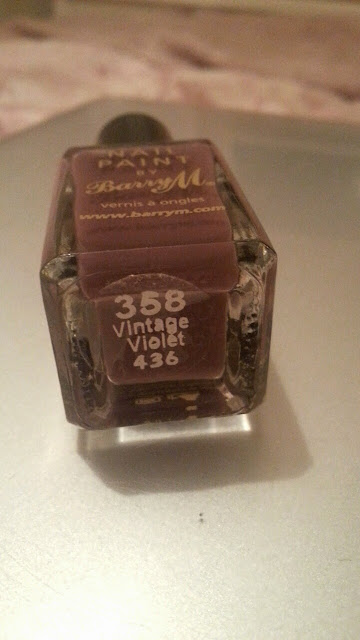 NAIL
PAINT
BY
Barry M®
vernis à ongles
www.barrym.com
358
Vintage
Violet
436